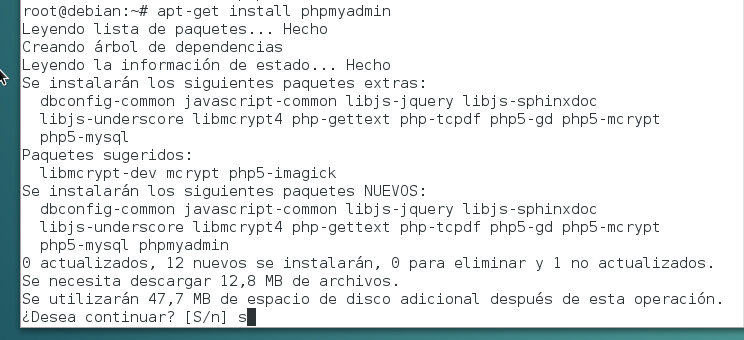 root@debian:~# apt-get install phpmyadmin
Leyendo lista de paquetes... Hecho
Creando árbol de dependencias
Leyendo la información de estado... Hecho
Se instalarán los siguientes paquetes extras:
  dbconfig-common javascript-common libjs-jquery libjs-sphinxdoc
  libjs-underscore libmcrypt4 php-gettext php-tcpdf php5-gd php5-mcrypt
  php5-mysql
Paquetes sugeridos:
  libmcrypt-dev mcrypt php5-imagick
Se instalarán los siguientes paquetes NUEVOS:
  dbconfig-common javascript-common libjs-jquery libjs-sphinxdoc
  libjs-underscore libmcrypt4 php-gettext php-tcpdf php5-gd php5-mcrypt
  php5-mysql phpmyadmin
0 actualizados, 12 nuevos se instalarán, 0 para eliminar y 1 no actualizados.
Se necesita descargar 12,8 MB de archivos.
Se utilizarán 47,7 MB de espacio de disco adicional después de esta operación.
¿Desea continuar? [S/n] s